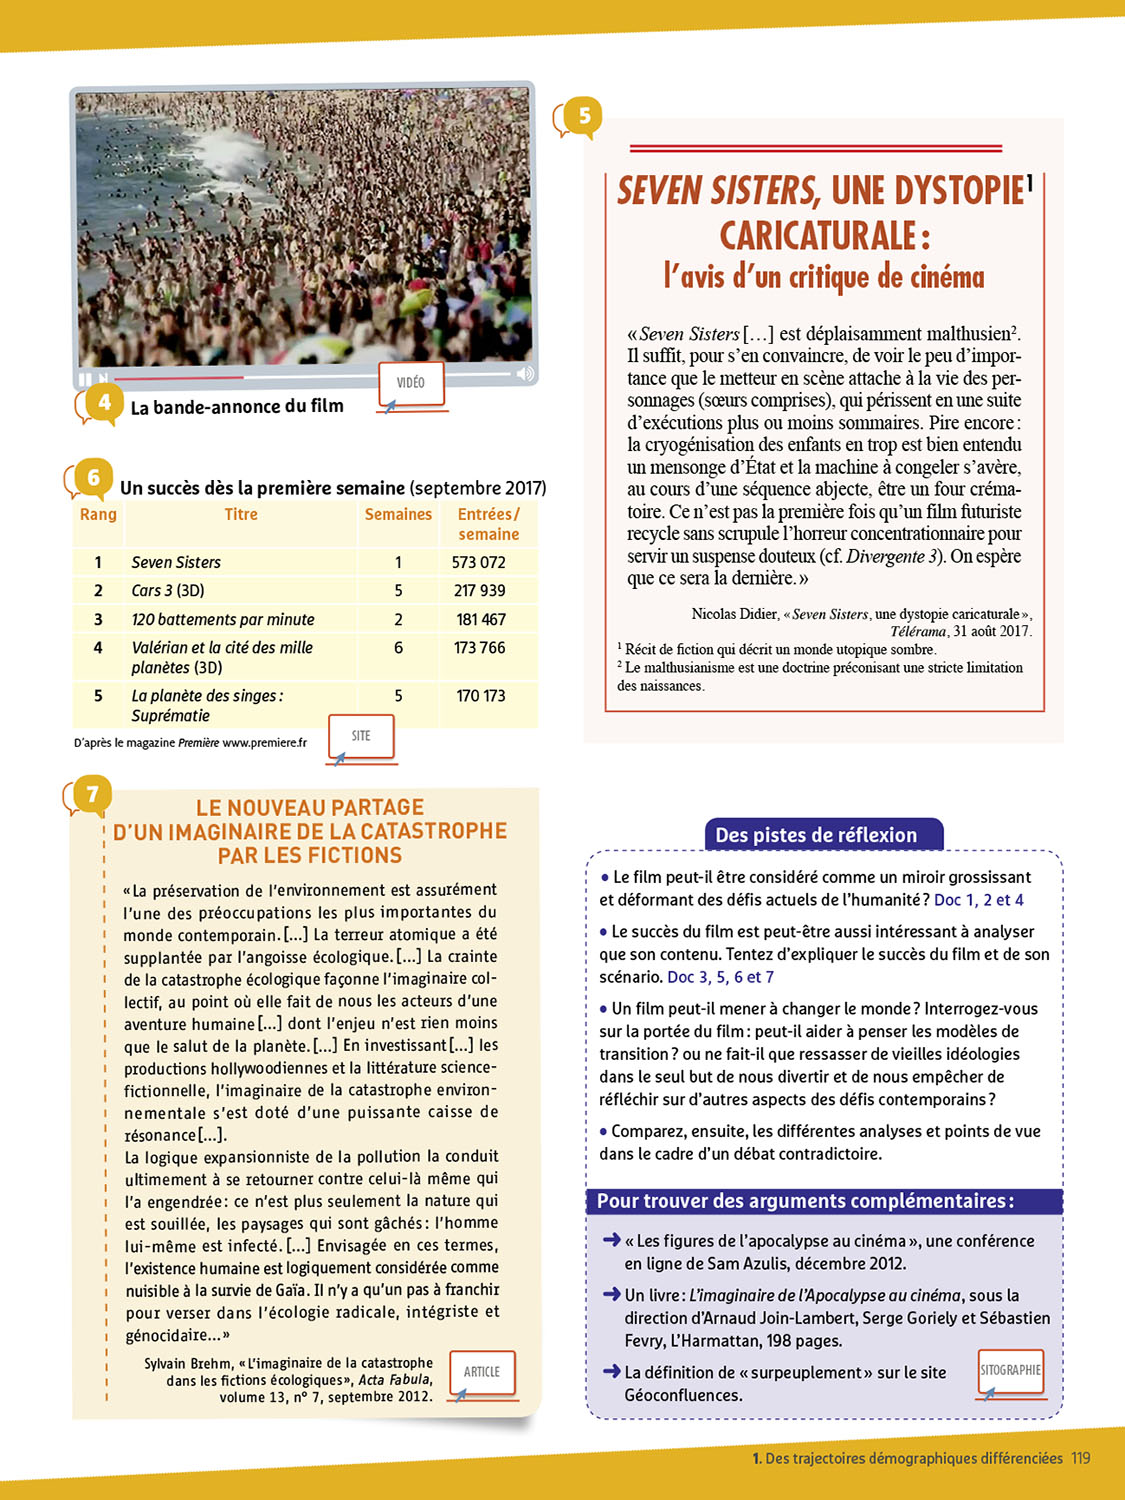 VIDÉO
4 La bande-annonce du film
6 Un succès dès la première semaine (septembre 2017)
Rang Titre Semaines Entrées/
semaine
1 Seven Sisters 1 573 072
2 Cars 3 (3D) 5 217 939
3 120 battements par minute 2 181 467
4 Valérian et la cité des mille 6 173 766
planètes (3D)
5 La planète des singes : 5 170 173
Suprématie
D'après le magazine Première www.premiere.fr
SITE
5
SEVEN SISTERS, UNE DYSTOPIE1
CARICATURALE :
l'avis d'un critique de cinéma
« Seven Sisters […] est déplaisamment malthusien2.
Il suffit, pour s'en convaincre, de voir le peu d'impor-
tance que le metteur en scène attache à la vie des per-
sonnages (sœurs comprises), qui périssent en une suite
d'exécutions plus ou moins sommaires. Pire encore :
la cryogénisation des enfants en trop est bien entendu
un mensonge d'État et la machine à congeler s'avère,
au cours d'une séquence abjecte, être un four créma-
toire. Ce n'est pas la première fois qu'un film futuriste
recycle sans scrupule l'horreur concentrationnaire pour
servir un suspense douteux (cf. Divergente 3). On espère
que ce sera la dernière. »
Nicolas Didier, « Seven Sisters, une dystopie caricaturale »,
Télérama, 31 août 2017.
1 Récit de fiction qui décrit un monde utopique sombre.
2 Le malthusianisme est une doctrine préconisant une stricte limitation
des naissances.
7
LE NOUVEAU PARTAGE
D'UN IMAGINAIRE DE LA CATASTROPHE
PAR LES FICTIONS
« La préservation de l'environnement est assurément
l'une des préoccupations les plus importantes du
monde contemporain. […] La terreur atomique a été
supplantée par l'angoisse écologique. […] La crainte
de la catastrophe écologique façonne l'imaginaire col-
lectif, au point où elle fait de nous les acteurs d'une
aventure humaine […] dont l'enjeu n'est rien moins
que le salut de la planète. […] En investissant […] les
productions hollywoodiennes et la littérature science-
fictionnelle, l'imaginaire de la catastrophe environ-
nementale s'est doté d'une puissante caisse de
résonance […].
La logique expansionniste de la pollution la conduit
ultimement à se retourner contre celui-là même qui
l'a engendrée : ce n'est plus seulement la nature qui
est souillée, les paysages qui sont gâchés : l'homme
lui-même est infecté. […] Envisagée en ces termes,
l'existence humaine est logiquement considérée comme
nuisible à la survie de Gaïa. Il n'y a qu'un pas à franchir
pour verser dans l'écologie radicale, intégriste et
génocidaire… »
Sylvain Brehm, « L'imaginaire de la catastrophe
dans les fictions écologiques », Acta Fabula,
volume 13, n° 7, septembre 2012.
ARTICLE
Des pistes de réflexion
• Le film peut-il être considéré comme un miroir grossissant
et déformant des défis actuels de l'humanité ? Doc 1, 2 et 4
• Le succès du film est peut-être aussi intéressant à analyser
que son contenu. Tentez d'expliquer le succès du film et de son
scénario. Doc 3, 5, 6 et 7
• Un film peut-il mener à changer le monde ? Interrogez-vous
sur la portée du film : peut-il aider à penser les modèles de
transition ? ou ne fait-il que ressasser de vieilles idéologies
dans le seul but de nous divertir et de nous empêcher de
réfléchir sur d'autres aspects des défis contemporains ?
• Comparez, ensuite, les différentes analyses et points de vue
dans le cadre d'un débat contradictoire.
Pour trouver des arguments complémentaires :
➜ « Les figures de l'apocalypse au cinéma », une conférence
en ligne de Sam Azulis, décembre 2012.
➜ Un livre : L'imaginaire de l'Apocalypse au cinéma, sous la
direction d'Arnaud Join-Lambert, Serge Goriely et Sébastien
Fevry, L'Harmattan, 198 pages.
➜ La définition de « surpeuplement » sur le site
Géoconfluences.
SITOGRAPHIE
1. Des trajectoires démographiques différenciées 119